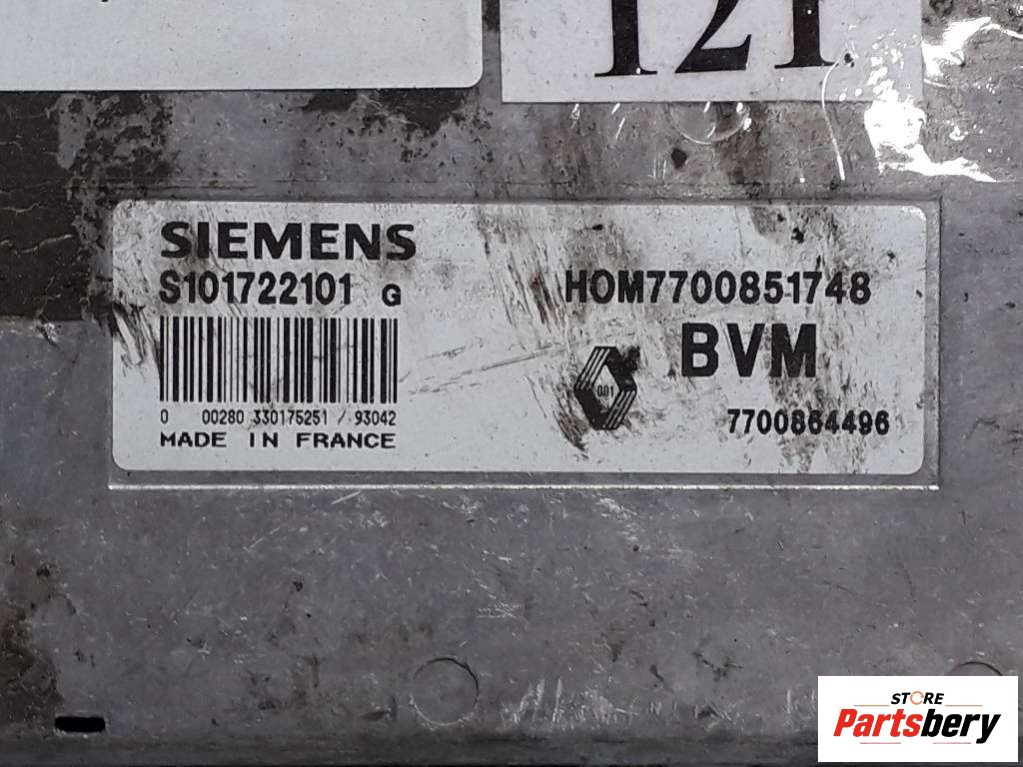 121
SIEMENS
S101722101 G
HOM7700851748
BVM
001
0 00280 330175251 / 93042
7700864496
MADE IN FRANCE
STORE
Partsbery